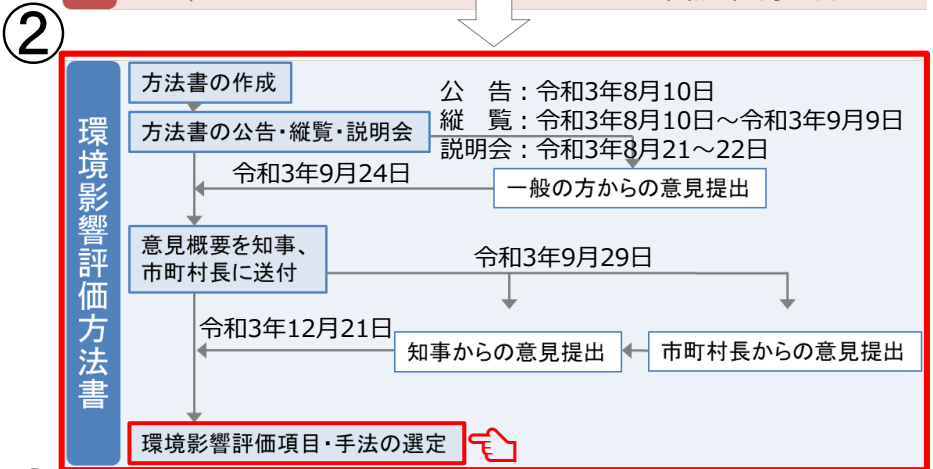 ②
環境影響評価方法書
方法書の作成
方法書の公告・縦覧・説明会
公　告：令和3年8月10日
縦　覧：令和3年8月10日～令和3年9月9日
説明会：令和3年8月21～22日
令和3年9月24日
一般の方からの意見提出
意見概要を知事、
市町村長に送付
令和3年9月29日
令和3年12月21日
知事からの意見提出
市町村長からの意見提出
環境影響評価項目・手法の選定